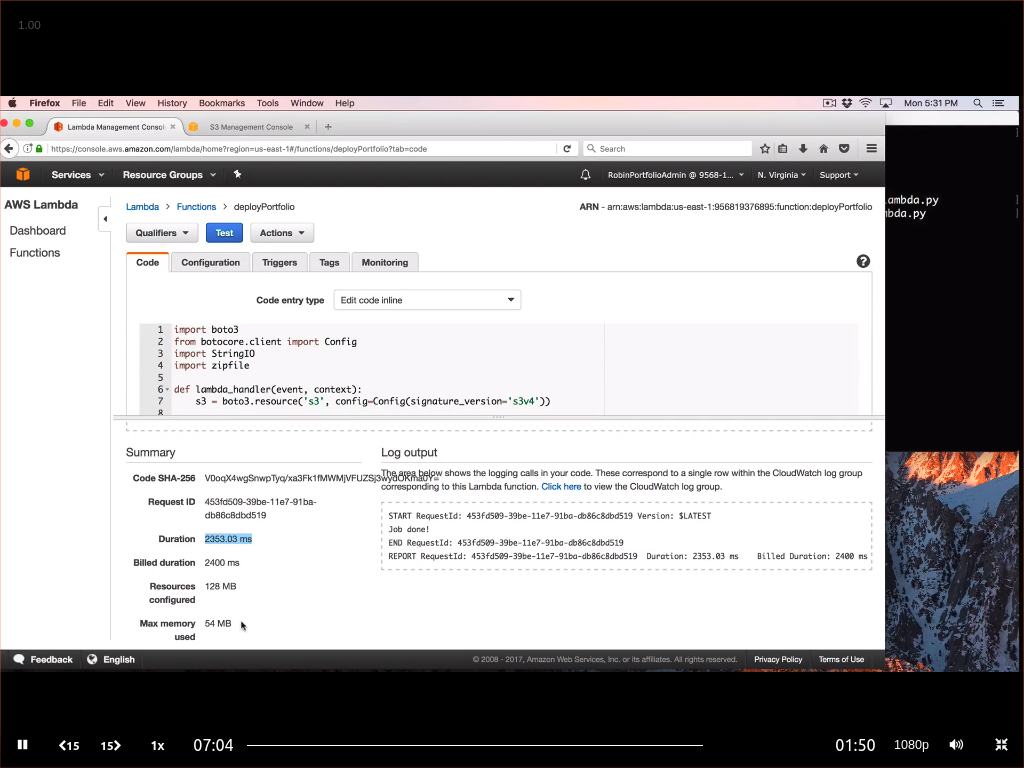 1.00
Firefox File Edit View History Bookmarks Tools Window Help Mon 5:31 PM
Lambda Management Consol × S3 Management Console × +
https://console.aws.amazon.com/lambda/home?region=us-east-1#/functions/deployPortfolio?tab=code Search
Services Resource Groups RobinPortfolioAdmin @ 9568-1... N. Virginia Support
AWS Lambda
Dashboard
Functions
Lambda > Functions > deployPortfolio ARN - arn:aws:lambda:us-east-1:956819376895:function:deployPortfolio
Qualifiers Test Actions
Code Configuration Triggers Tags Monitoring ?
Code entry type Edit code inline
1 import boto3
2 from botocore.client import Config
3 import StringIO
4 import zipfile
5
6 def lambda_handler(event, context):
7 s3 = boto3.resource('s3', config=Config(signature_version='s3v4'))
8
ambda.py ]
mbda.py ]
]
Summary
Code SHA-256
Request ID 453fd509-39be-11e7-91ba-
db86c8dbd519
Duration 2353.03 ms
Billed duration 2400 ms
Resources
configured 128 MB
Max memory
used 54 MB
Log output
The area below shows the logging calls in your code. These correspond to a single row within the CloudWatch log group
corresponding to this Lambda function. Click here to view the CloudWatch log group.
START RequestId: 453fd509-39be-11e7-91ba-db86c8dbd519 Version: $LATEST
Job done!
END RequestId: 453fd509-39be-11e7-91ba-db86c8dbd519
REPORT RequestId: 453fd509-39be-11e7-91ba-db86c8dbd519 Duration: 2353.03 ms Billed Duration: 2400 ms
Feedback English © 2008 - 2017, Amazon Web Services, Inc. or its affiliates. All rights reserved. Privacy Policy Terms of Use
15 15 1x 07:04 01:50 1080p